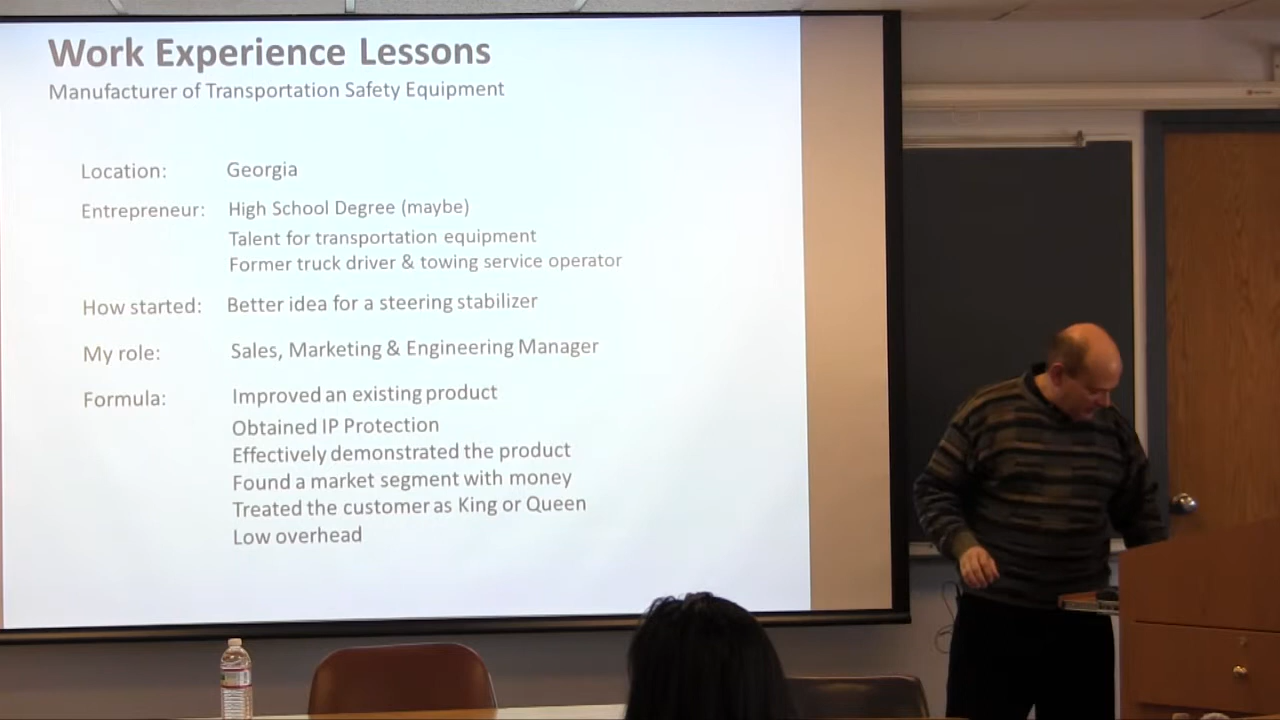 Work Experience Lessons
Manufacturer of Transportation Safety Equipment
Location: Georgia
Entrepreneur: High School Degree (maybe)
Talent for transportation equipment
Former truck driver & towing service operator
How started: Better idea for a steering stabilizer
My role: Sales, Marketing & Engineering Manager
Formula: Improved an existing product
Obtained IP Protection
Effectively demonstrated the product
Found a market segment with money
Treated the customer as King or Queen
Low overhead